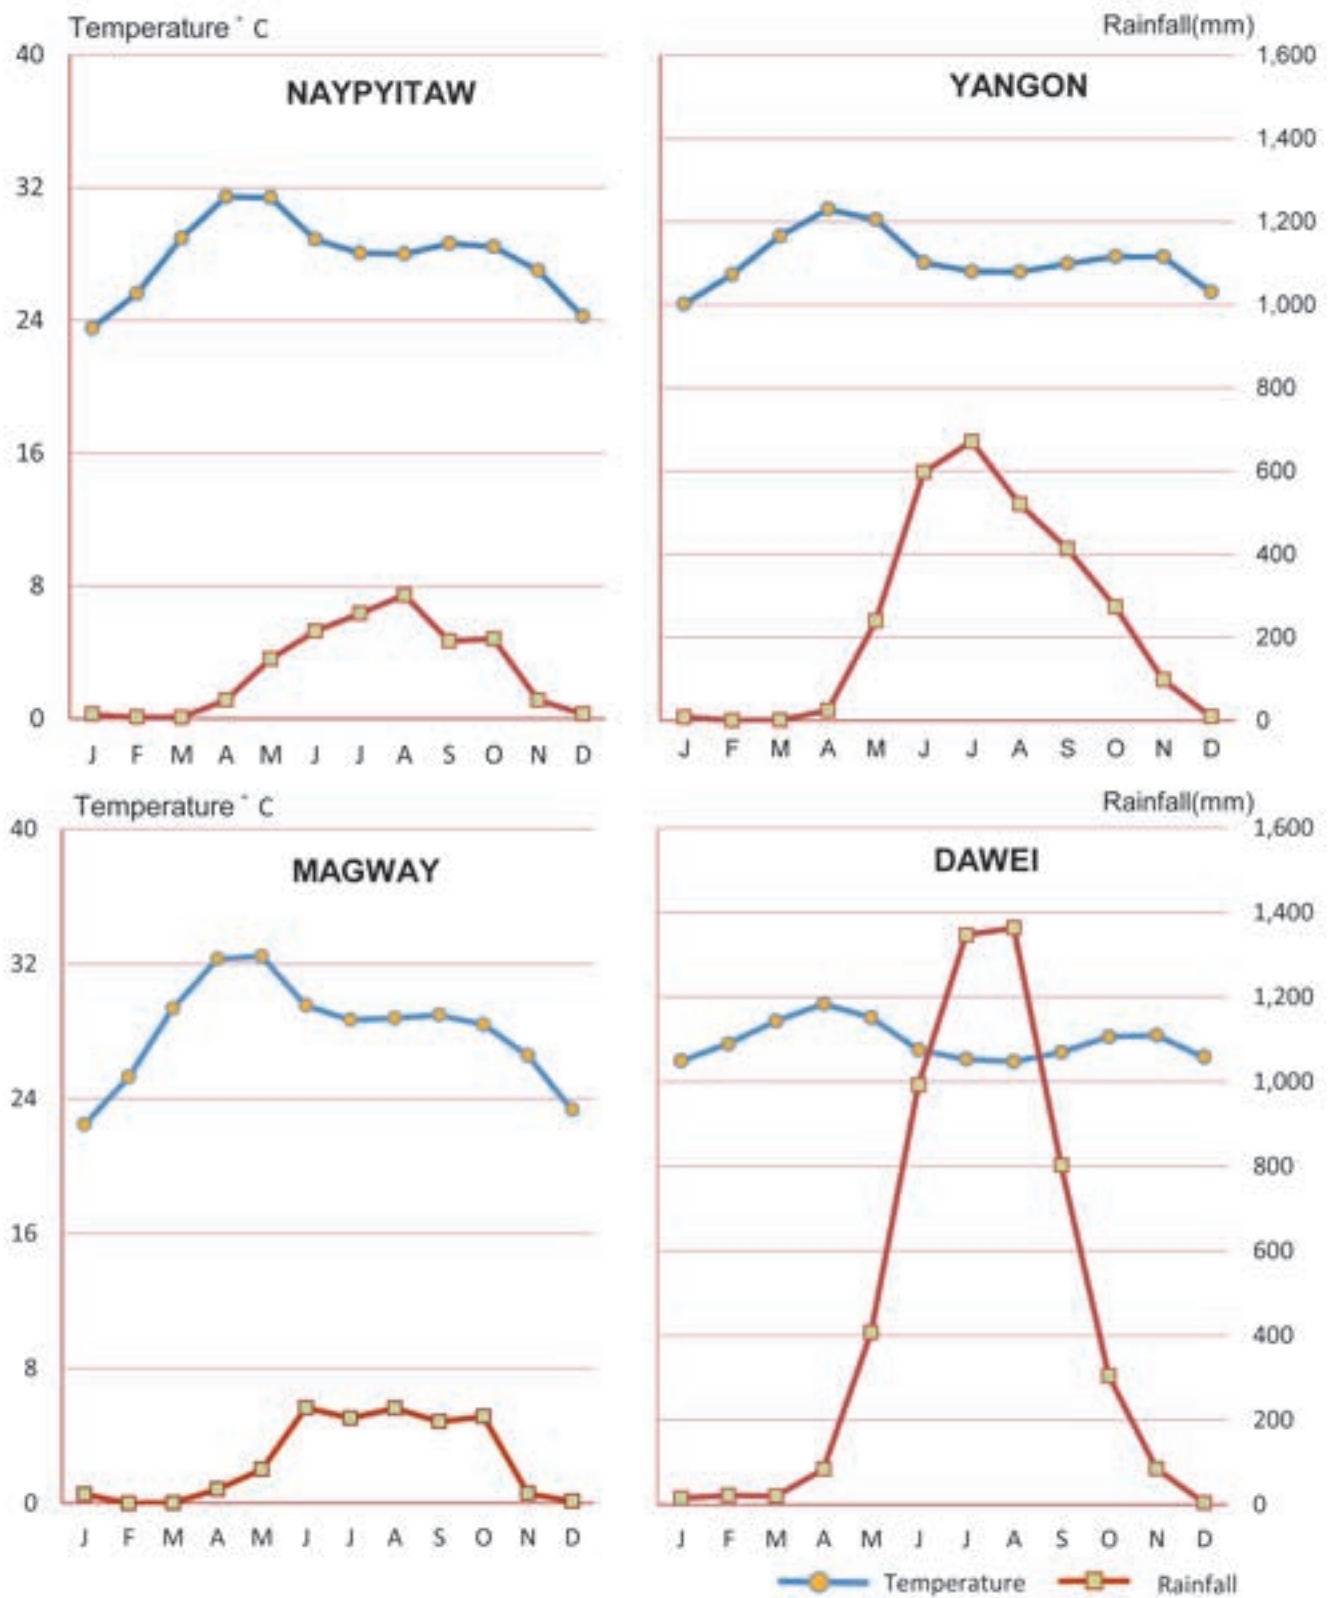 Temperature ° C
Rainfall(mm)
40
32
24
16
8
0
NAYPYITAW
J F M A M J J A S O N D
YANGON
1,600
1,400
1,200
1,000
800
600
400
200
0
J F M A M J J A S O N D
Temperature ° C
Rainfall(mm)
40
32
24
16
8
0
MAGWAY
J F M A M J J A S O N D
DAWEI
1,600
1,400
1,200
1,000
800
600
400
200
0
J F M A M J J A S O N D
Temperature
Rainfall